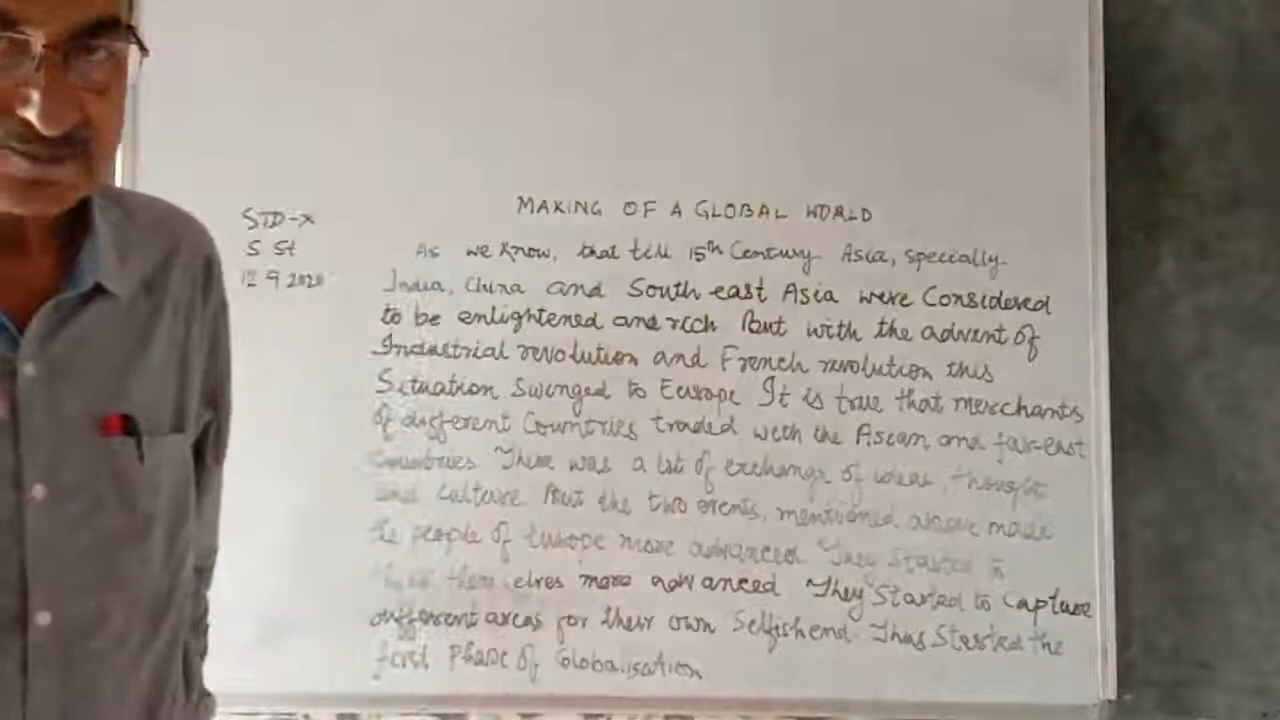 MAKING OF A GLOBAL WORLD
STD-X
S St
12 9 2020
As we know, that till 15th Century Asia, specially
India, China and South east Asia were Considered
to be enlightened and rich But with the advent of
Industrial revolution and French revolution this
Situation Swenged to Europe It is true that merchants
of different Countries traded with the Asean and far-east
Countries There was a lot of exchange of ideas, thought
and Culture But the two events, mentioned above made
the people of Europe more advanced They Started to
themselves more advanced They Started to Capture
different areas for their own Selfish end. Thus Started the
first Phase of Globalisation